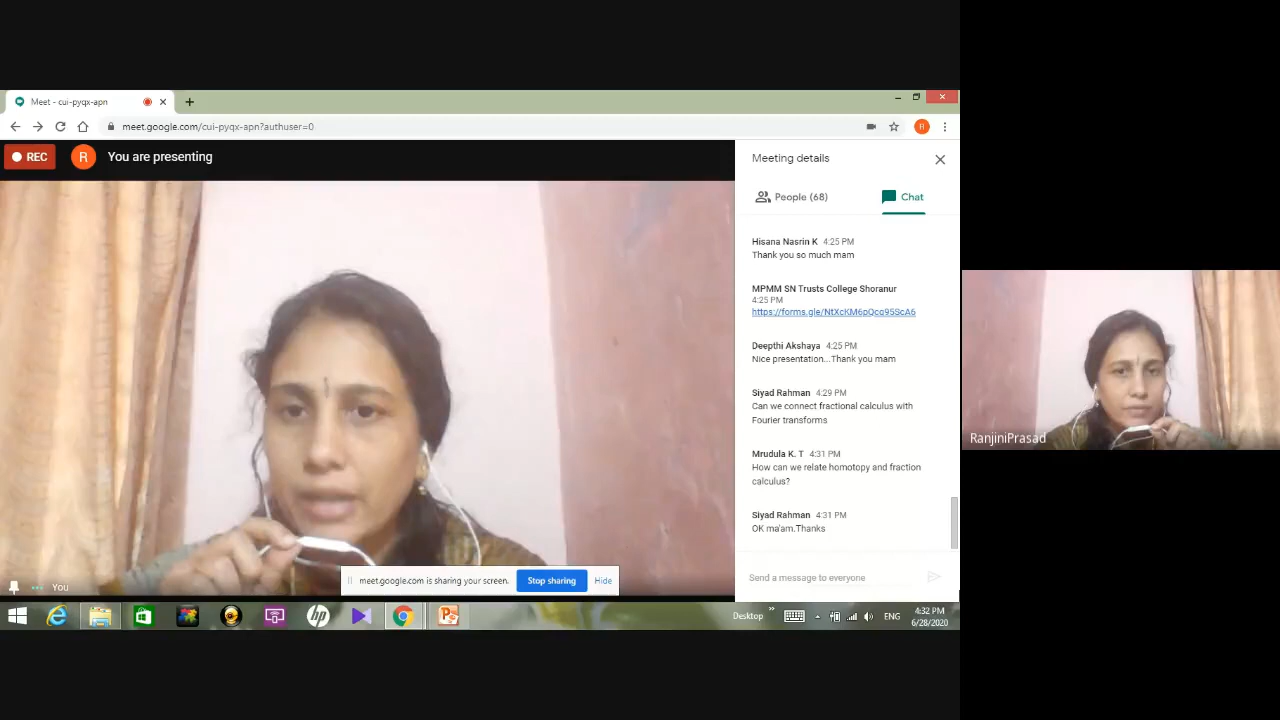 Meet - cui-pyqx-apn
meet.google.com/cui-pyqx-apn?authuser=0
R
REC
R
You are presenting
Meeting details
People (68)
Chat
Hisana Nasrin K 4:25 PM
Thank you so much mam
MPMM SN Trusts College Shoranur
4:25 PM
Deepthi Akshaya 4:25 PM
Nice presentation...Thank you mam
Siyad Rahman 4:29 PM
Can we connect fractional calculus with
Fourier transforms
Mrudula K. T 4:31 PM
How can we relate homotopy and fraction
calculus?
Siyad Rahman 4:31 PM
OK ma'am.Thanks
Send a message to everyone
You
meet.google.com is sharing your screen.
Stop sharing
Hide
RanjiniPrasad
hp
Desktop
ENG
4:32 PM
6/28/2020